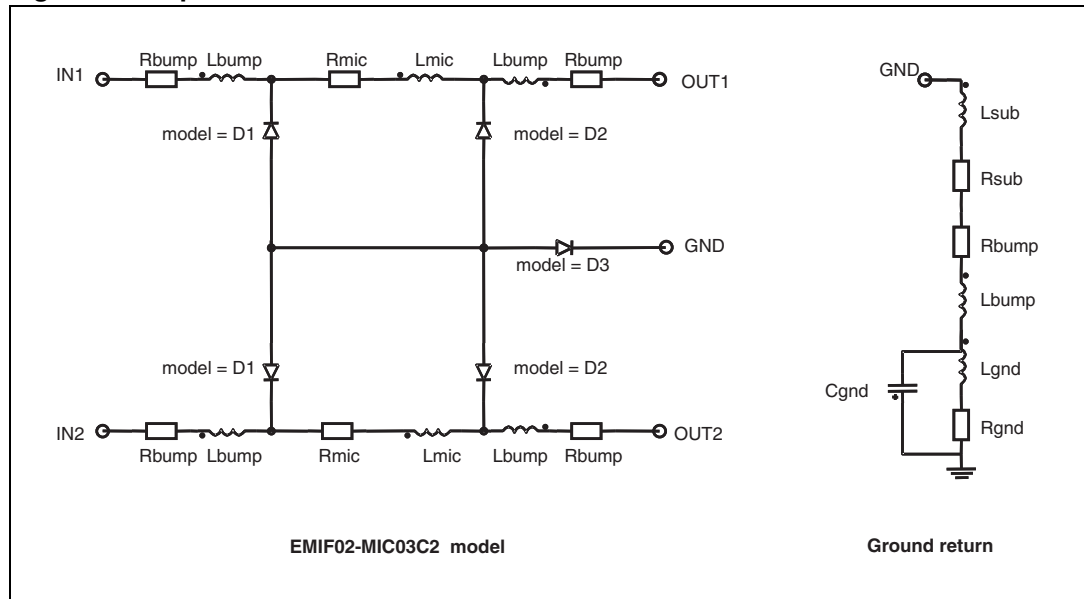 Rbump Lbump Rmic Lmic Lbump Rbump
IN1 OUT1
model = D1 model = D2
GND
model = D3
model = D1 model = D2
IN2 OUT2
Rbump Lbump Rmic Lmic Lbump Rbump
EMIF02-MIC03C2 model
GND
Lsub
Rsub
Rbump
Lbump
Lgnd
Cgnd
Rgnd
Ground return